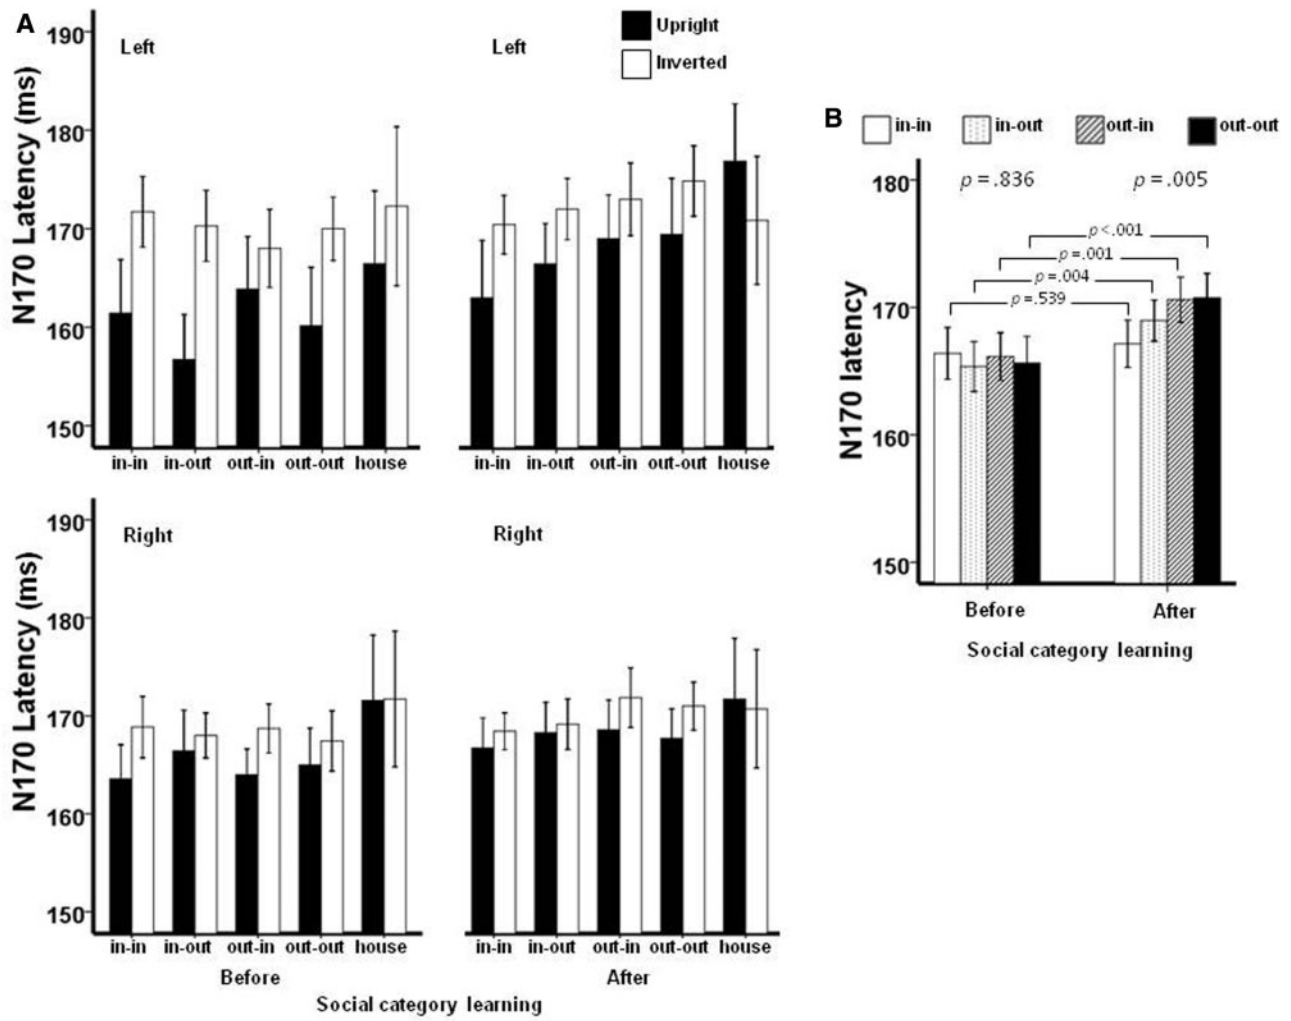 A
190
180
170
160
150
N170 Latency (ms)
Left
Left
Upright
Inverted
in-in in-out out-in out-out house
in-in in-out out-in out-out house
190
180
170
160
150
N170 Latency (ms)
Right
Right
in-in in-out out-in out-out house
in-in in-out out-in out-out house
Before
After
Social category learning
B
in-in in-out out-in out-out
180
170
160
150
N170 latency
p =.836
p =.005
p <.001
p =.001
p =.004
p =.539
Before
After
Social category learning